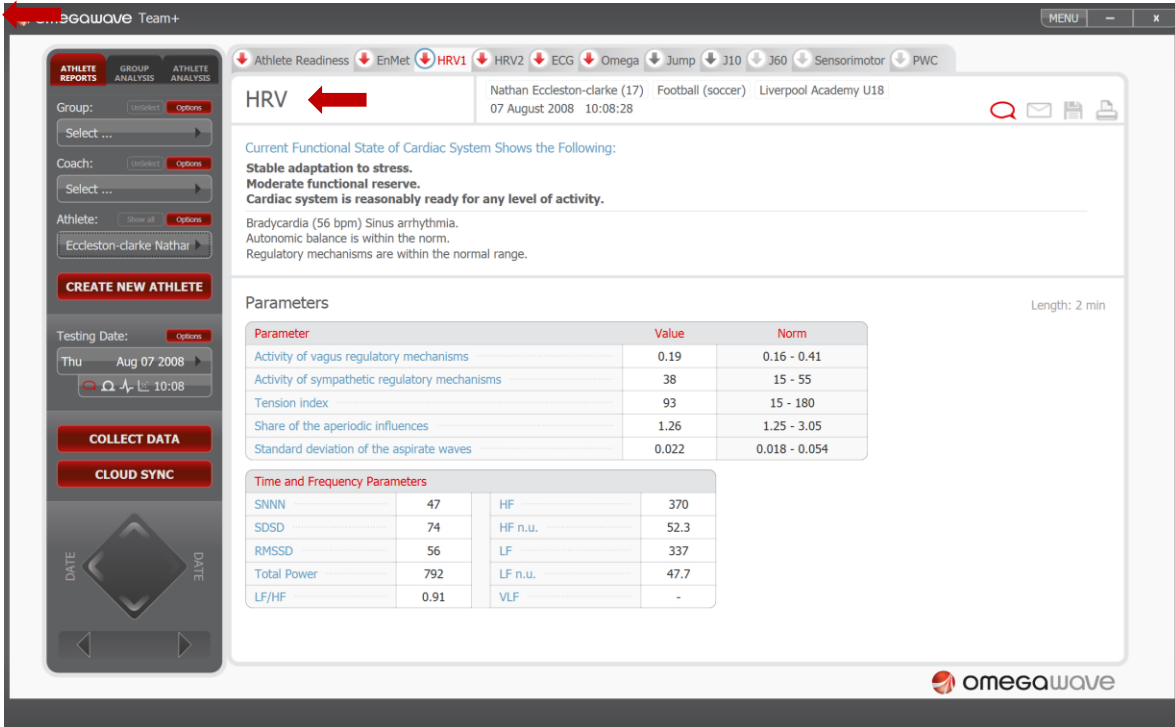 omegawave Team+
MENU – x
ATHLETE REPORTS GROUP ANALYSIS ATHLETE ANALYSIS
Athlete Readiness EnMet HRV1 HRV2 ECG Omega Jump J10 J60 Sensorimotor PWC
Group: UnSelect Options
Select ...
Coach: UnSelect Options
Select ...
Athlete: Show all Options
Eccleston-clarke Nathar
CREATE NEW ATHLETE
Testing Date: Options
Thu Aug 07 2008
Ω 10:08
COLLECT DATA
CLOUD SYNC
DATE DATE
HRV
Nathan Eccleston-clarke (17) Football (soccer) Liverpool Academy U18
07 August 2008 10:08:28
Current Functional State of Cardiac System Shows the Following:
Stable adaptation to stress.
Moderate functional reserve.
Cardiac system is reasonably ready for any level of activity.
Bradycardia (56 bpm) Sinus arrhythmia.
Autonomic balance is within the norm.
Regulatory mechanisms are within the normal range.
Parameters
Length: 2 min
Parameter Value Norm
Activity of vagus regulatory mechanisms 0.19 0.16 - 0.41
Activity of sympathetic regulatory mechanisms 38 15 - 55
Tension index 93 15 - 180
Share of the aperiodic influences 1.26 1.25 - 3.05
Standard deviation of the aspirate waves 0.022 0.018 - 0.054
Time and Frequency Parameters
SNNN 47 HF 370
SDSD 74 HF n.u. 52.3
RMSSD 56 LF 337
Total Power 792 LF n.u. 47.7
LF/HF 0.91 VLF -
omegawave